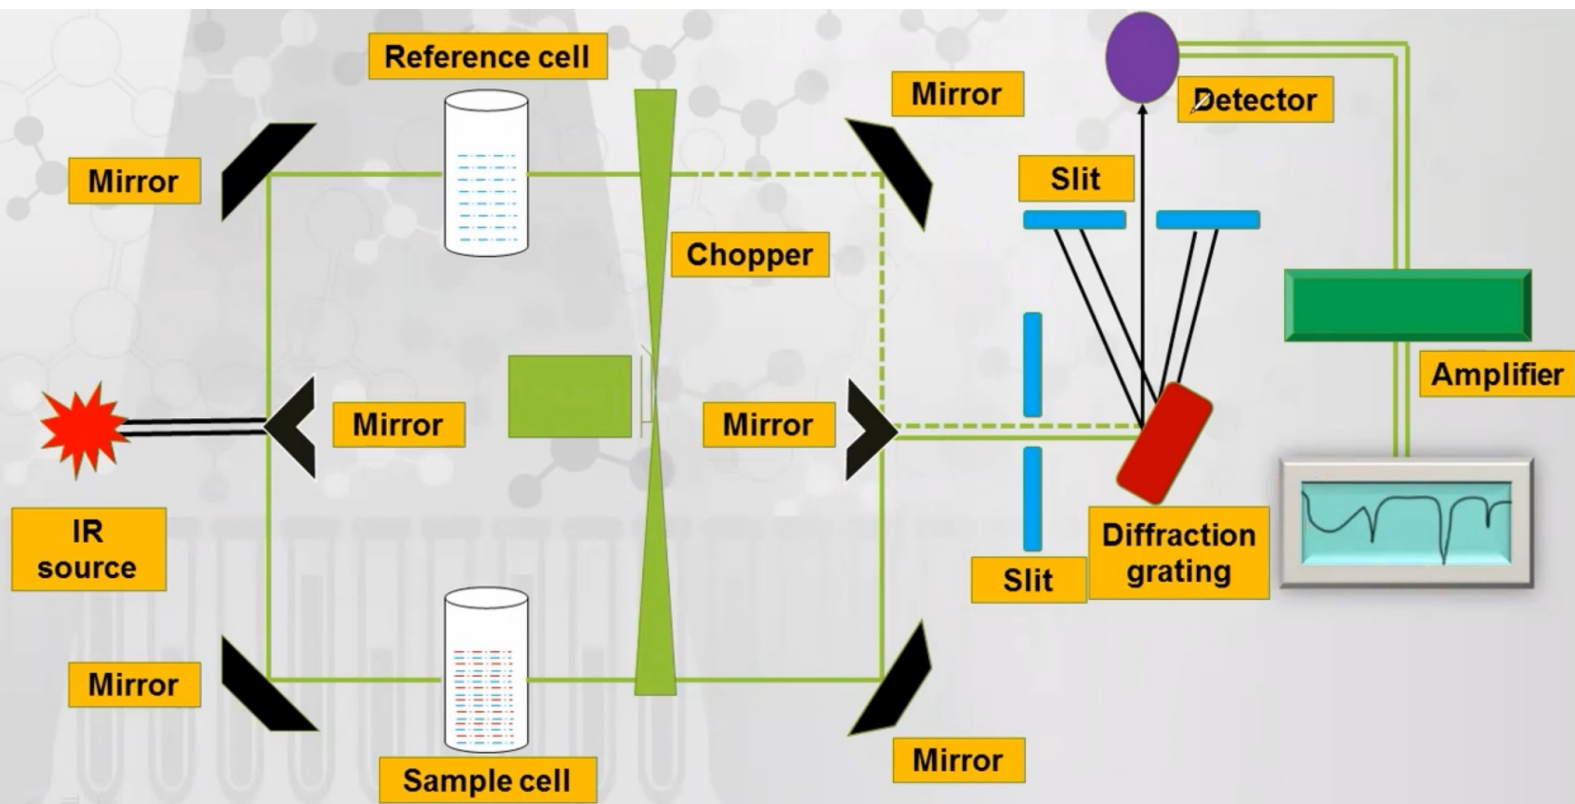 Reference cell
Mirror
Detector
Mirror
Slit
Chopper
Amplifier
Mirror
Mirror
IR
source
Diffraction
grating
Slit
Mirror
Mirror
Sample cell